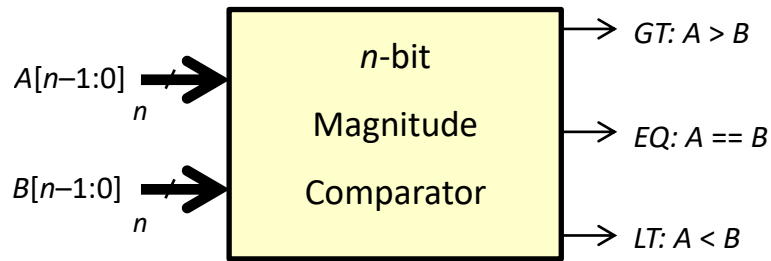 A[n–1:0]
n
B[n–1:0]
n
n-bit
Magnitude
Comparator
GT: A > B
EQ: A == B
LT: A < B